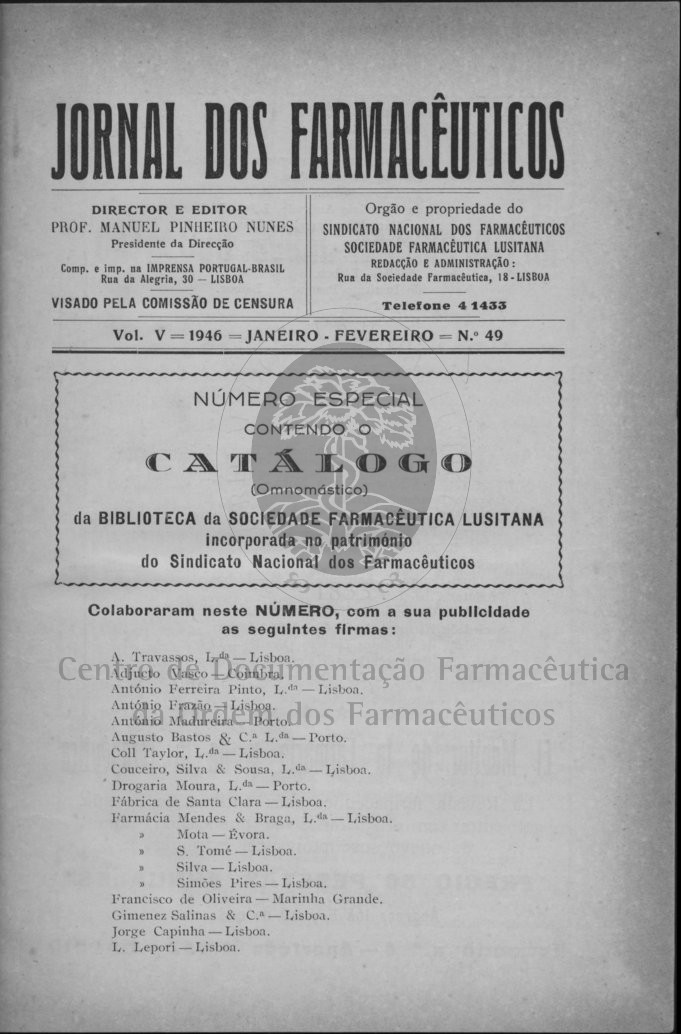 JORNAL DOS FARMACÊUTICOS
DIRECTOR E EDITOR
PROF. MANUEL PINHEIRO NUNES
Presidente da Direcção
Comp. e imp. na IMPRENSA PORTUGAL-BRASIL
Rua da Alegria, 30 — LISBOA
VISADO PELA COMISSÃO DE CENSURA
Orgão e propriedade do
SINDICATO NACIONAL DOS FARMACÊUTICOS
SOCIEDADE FARMACÊUTICA LUSITANA
REDACÇÃO E ADMINISTRAÇÃO:
Rua da Sociedade Farmacêutica, 18-LISBOA
Telefone 4 1433
Vol. V = 1946 = JANEIRO - FEVEREIRO = N.º 49
NÚMERO ESPECIAL
CONTENDO O
CATÁLOGO
(Omnomástico)
da BIBLIOTECA da SOCIEDADE FARMACÊUTICA LUSITANA
incorporada no património
do Sindicato Nacional dos Farmacêuticos
Colaboraram neste NÚMERO, com a sua publicidade
as seguintes firmas:
A. Travassos, L.da — Lisboa.
Centro de Documentação Farmacêutica
Adjucto Vasco — Coimbra.
António Ferreira Pinto, L.da — Lisboa.
António Frazão — Lisboa.
da Ordem dos Farmacêuticos
António Madureira — Porto.
Augusto Bastos & C.a L.da — Porto.
Coll Taylor, L.da — Lisboa.
Couceiro, Silva & Sousa, L.da — Lisboa.
Drogaria Moura, L.da — Porto.
Fábrica de Santa Clara — Lisboa.
Farmácia Mendes & Braga, L.da — Lisboa.
» Mota — Évora.
» S. Tomé — Lisboa.
» Silva — Lisboa.
» Simões Pires — Lisboa.
Francisco de Oliveira — Marinha Grande.
Gimenez Salinas & C.a — Lisboa.
Jorge Capinha — Lisboa.
L. Lepori — Lisboa.